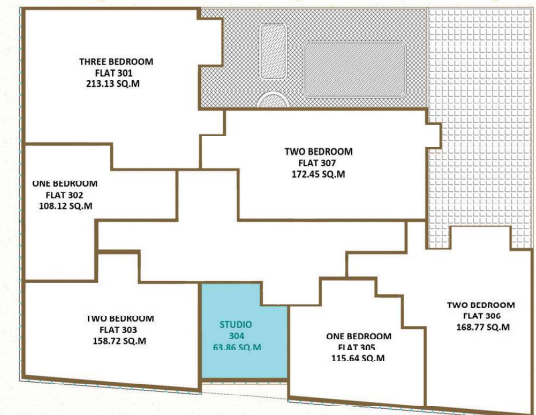 THREE BEDROOM
FLAT 301
213.13 SQ.M
TWO BEDROOM
FLAT 307
172.45 SQ.M
ONE BEDROOM
FLAT 302
108.12 SQ.M
TWO BEDROOM
FLAT 303
158.72 SQ.M
STUDIO
304
63.86 SQ.M
ONE BEDROOM
FLAT 305
115.64 SQ.M
TWO BEDROOM
FLAT 306
168.77 SQ.M